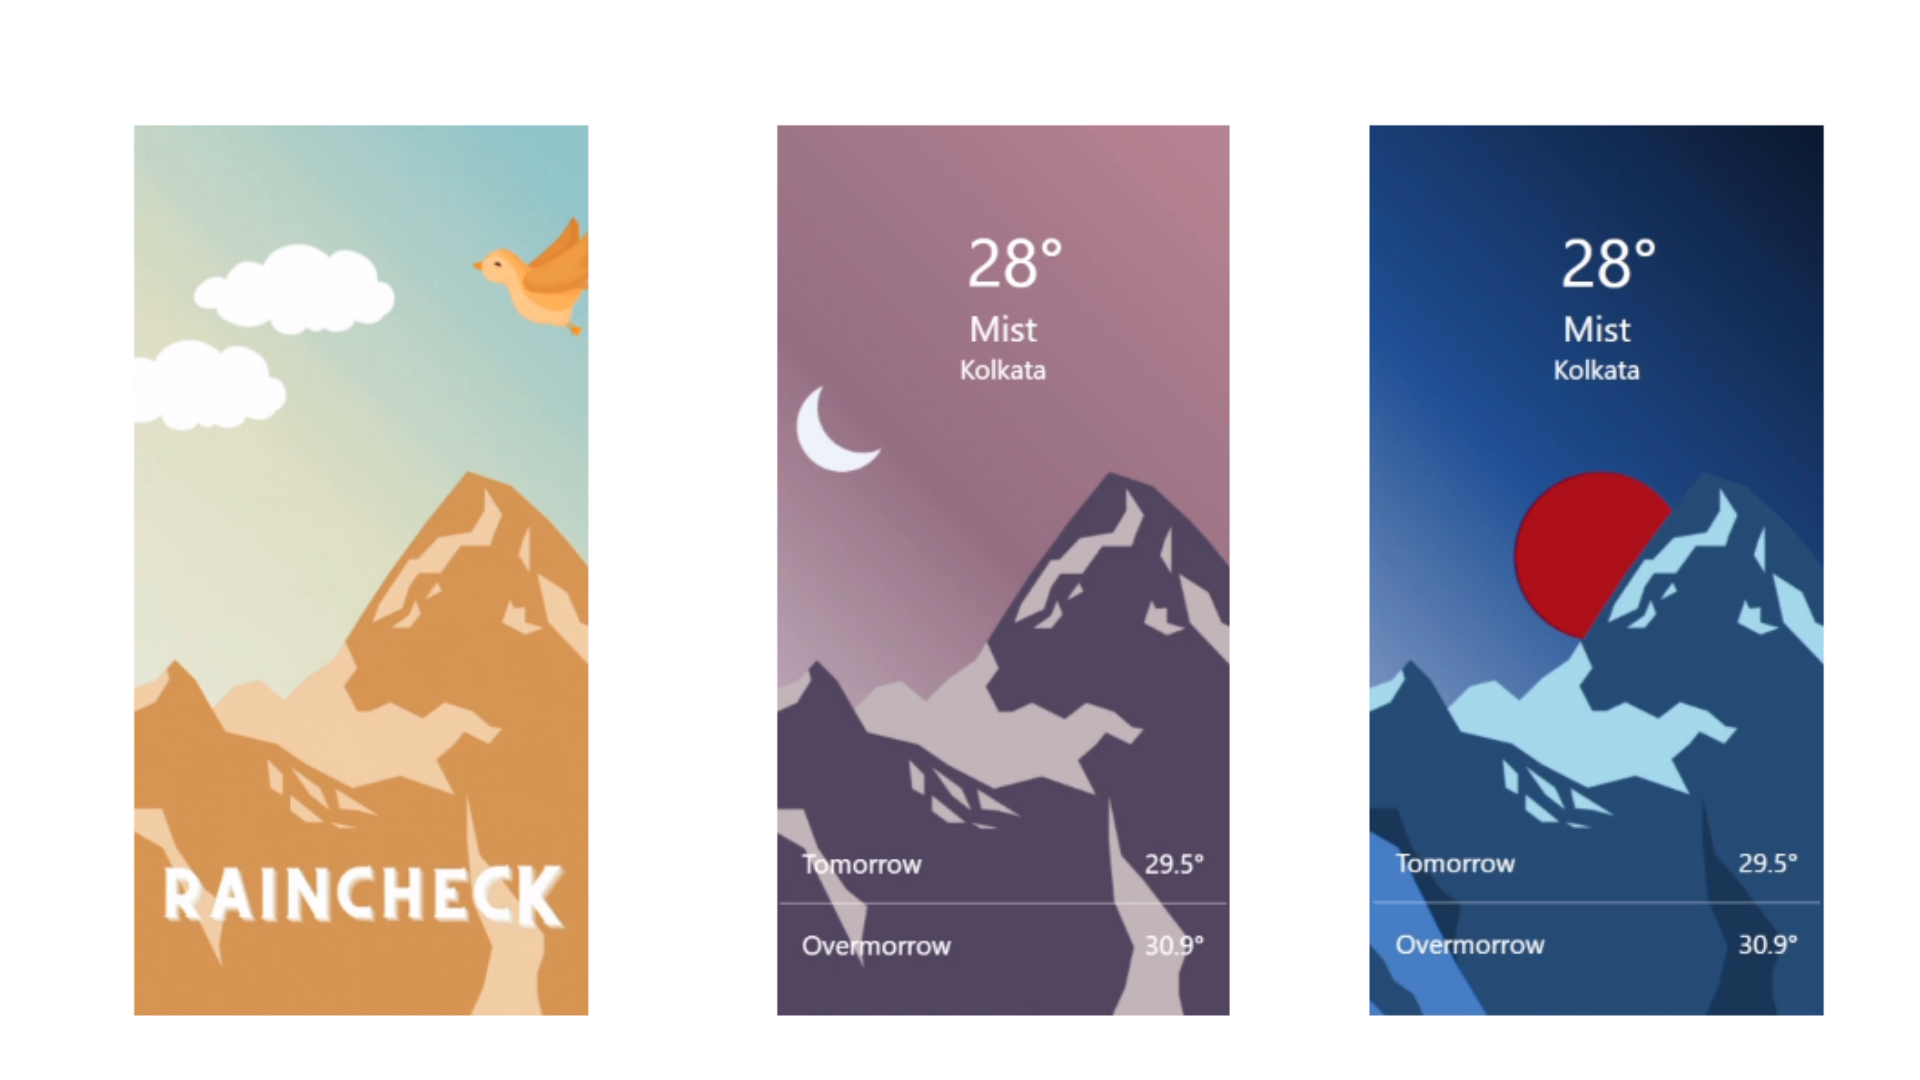 RAINCHECK
28°
Mist
Kolkata
Tomorrow 29.5°
Overmorrow 30.9°
28°
Mist
Kolkata
Tomorrow 29.5°
Overmorrow 30.9°